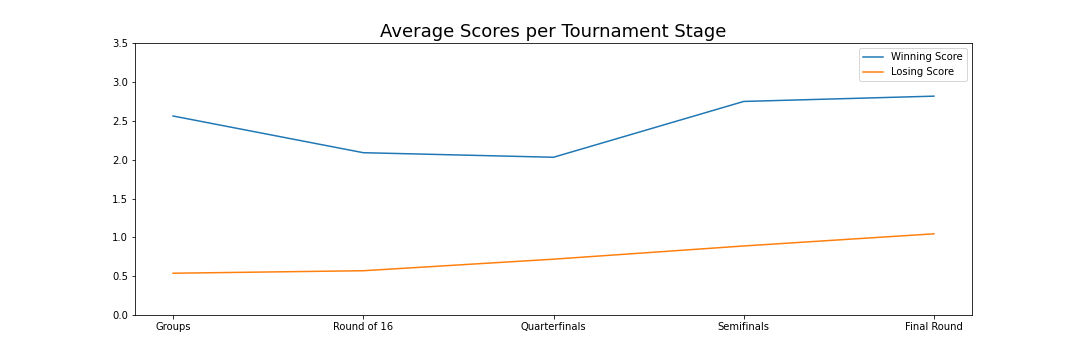 Average Scores per Tournament Stage
3.5
3.0
2.5
2.0
1.5
1.0
0.5
0.0
Winning Score
Losing Score
Groups
Round of 16
Quarterfinals
Semifinals
Final Round